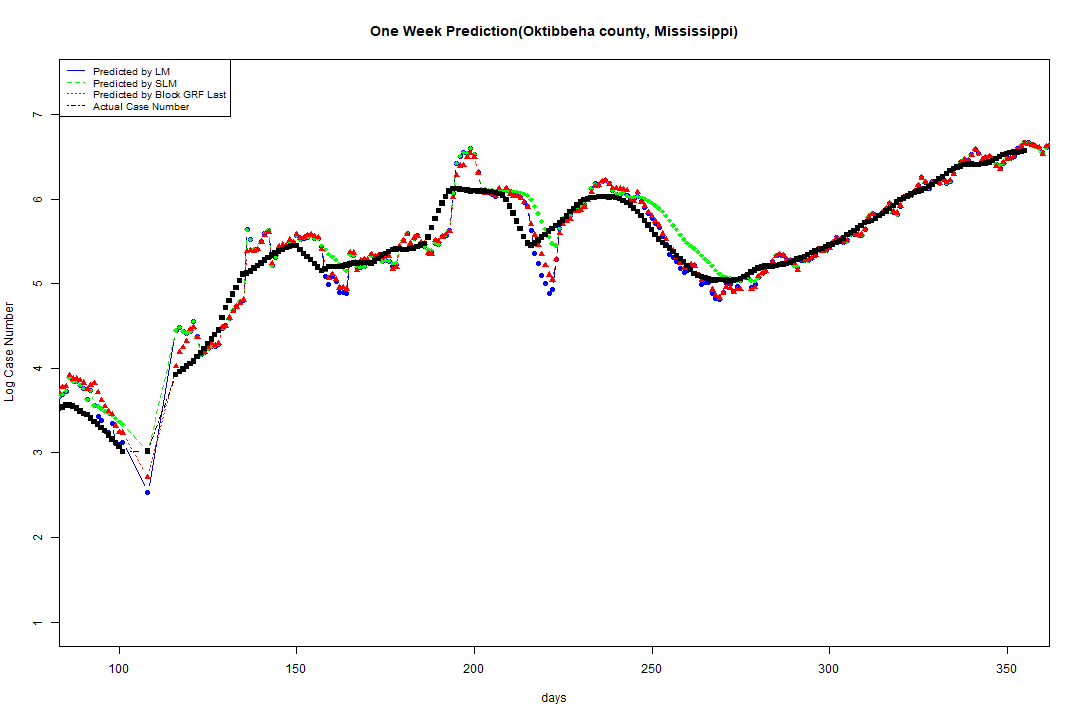 One Week Prediction(Oktibbeha county, Mississippi)
Predicted by LM
Predicted by SLM
Predicted by Block GRF Last
Actual Case Number
7
6
5
4
3
2
1
Log Case Number
100 150 200 250 300 350
days